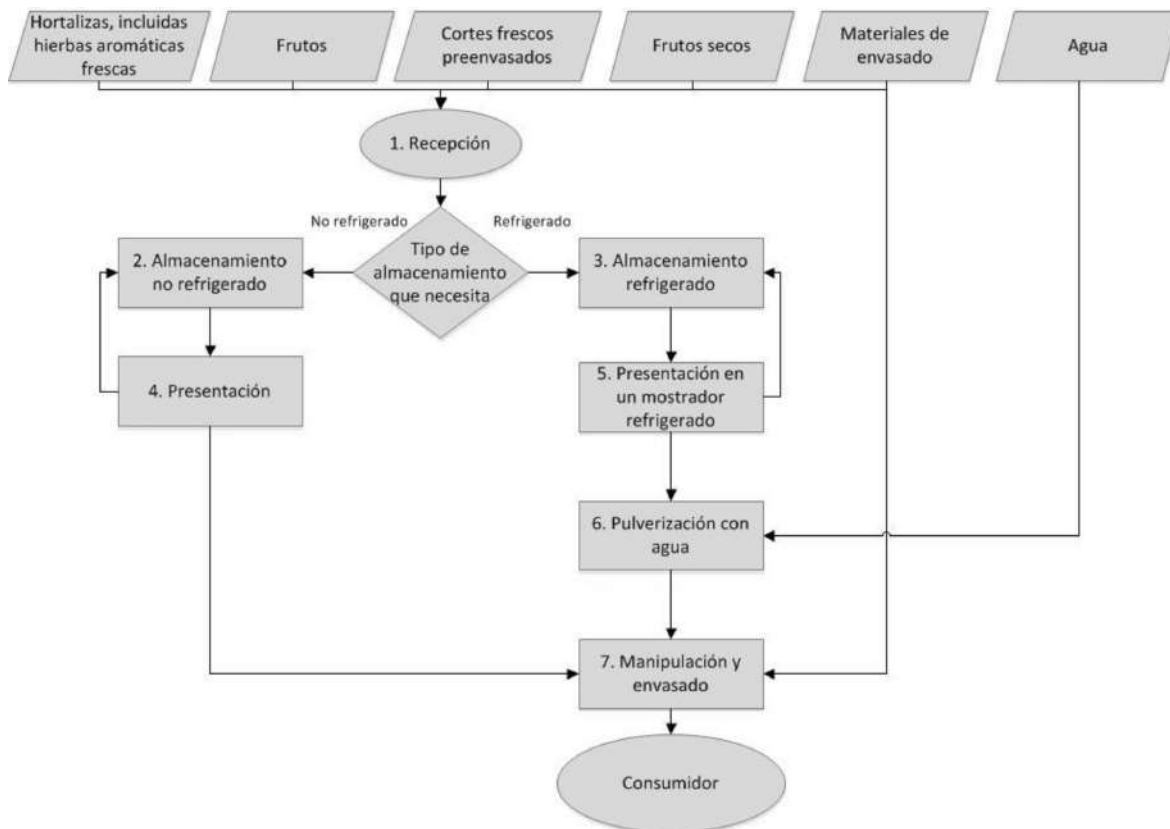 Hortalizas, incluidas
hierbas aromáticas
frescas
Frutos
Cortes frescos
preenvasados
Frutos secos
Materiales de
envasado
Agua
1. Recepción
No refrigerado
Refrigerado
Tipo de
almacenamiento
que necesita
2. Almacenamiento
no refrigerado
3. Almacenamiento
refrigerado
4. Presentación
5. Presentación en
un mostrador
refrigerado
6. Pulverización con
agua
7. Manipulación y
envasado
Consumidor